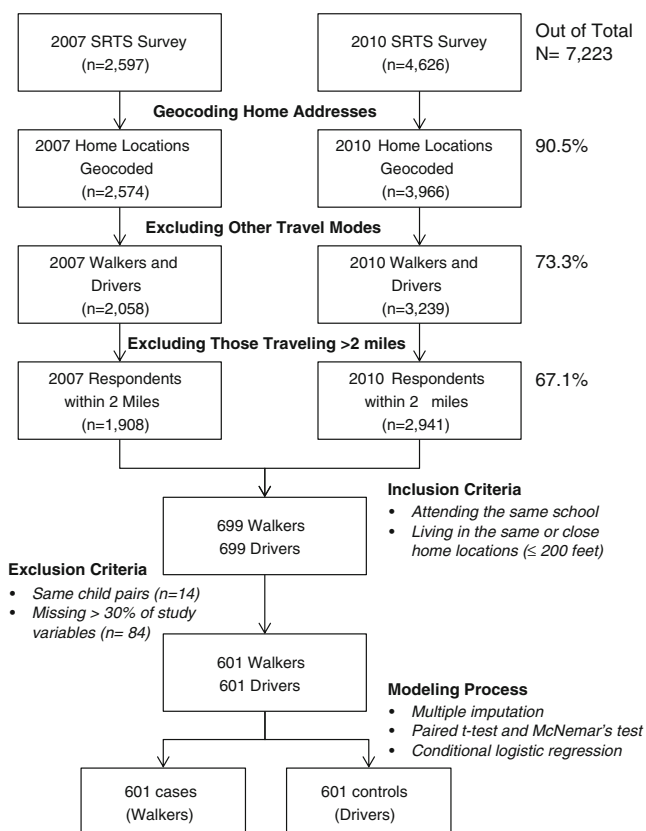 2007 SRTS Survey
(n=2,597)
2010 SRTS Survey
(n=4,626)
Out of Total
N= 7,223
Geocoding Home Addresses
2007 Home Locations
Geocoded
(n=2,574)
2010 Home Locations
Geocoded
(n=3,966)
90.5%
Excluding Other Travel Modes
2007 Walkers and
Drivers
(n=2,058)
2010 Walkers and
Drivers
(n=3,239)
73.3%
Excluding Those Traveling >2 miles
2007 Respondents
within 2 Miles
(n=1,908)
2010 Respondents
within 2 miles
(n=2,941)
67.1%
699 Walkers
699 Drivers
Inclusion Criteria
• Attending the same school
• Living in the same or close
home locations (≤ 200 feet)
Exclusion Criteria
• Same child pairs (n=14)
• Missing > 30% of study
variables (n= 84)
601 Walkers
601 Drivers
Modeling Process
• Multiple imputation
• Paired t-test and McNemar's test
• Conditional logistic regression
601 cases
(Walkers)
601 controls
(Drivers)